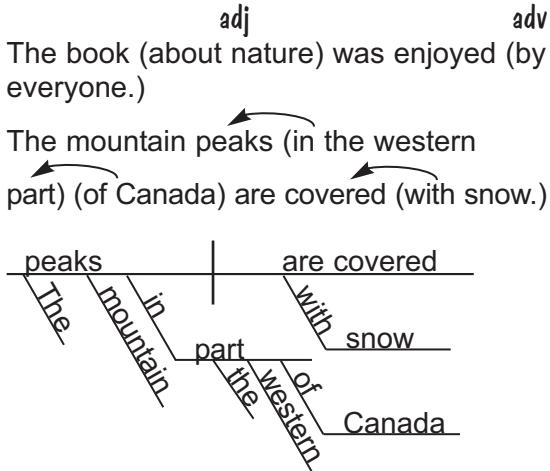 adj adv
The book (about nature) was enjoyed (by
everyone.)
The mountain peaks (in the western
part) (of Canada) are covered (with snow.)
peaks are covered
The mountain in with
snow
part
the western of
Canada